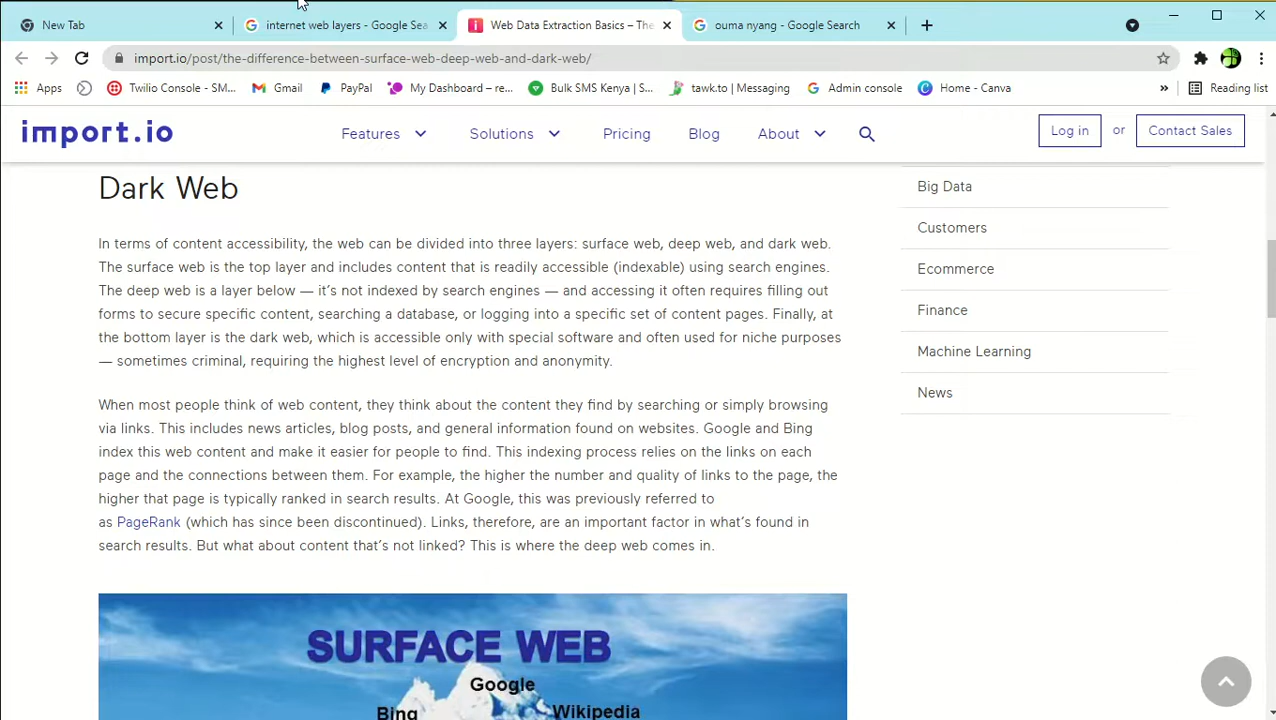 New Tab
internet web layers - Google Sea
Web Data Extraction Basics – The
ouma nyang - Google Search
import.io/post/the-difference-between-surface-web-deep-web-and-dark-web/
Apps
Twilio Console - SM...
Gmail
PayPal
My Dashboard – re...
Bulk SMS Kenya | S...
tawk.to | Messaging
Admin console
Home - Canva
»
Reading list
import.io
Features
Solutions
Pricing
Blog
About
Log in
or
Contact Sales
Dark Web
In terms of content accessibility, the web can be divided into three layers: surface web, deep web, and dark web.
The surface web is the top layer and includes content that is readily accessible (indexable) using search engines.
The deep web is a layer below — it's not indexed by search engines — and accessing it often requires filling out
forms to secure specific content, searching a database, or logging into a specific set of content pages. Finally, at
the bottom layer is the dark web, which is accessible only with special software and often used for niche purposes
— sometimes criminal, requiring the highest level of encryption and anonymity.
When most people think of web content, they think about the content they find by searching or simply browsing
via links. This includes news articles, blog posts, and general information found on websites. Google and Bing
index this web content and make it easier for people to find. This indexing process relies on the links on each
page and the connections between them. For example, the higher the number and quality of links to the page, the
higher that page is typically ranked in search results. At Google, this was previously referred to
as PageRank (which has since been discontinued). Links, therefore, are an important factor in what's found in
search results. But what about content that's not linked? This is where the deep web comes in.
Big Data
Customers
Ecommerce
Finance
Machine Learning
News
SURFACE WEB
Google
Bing
Wikipedia